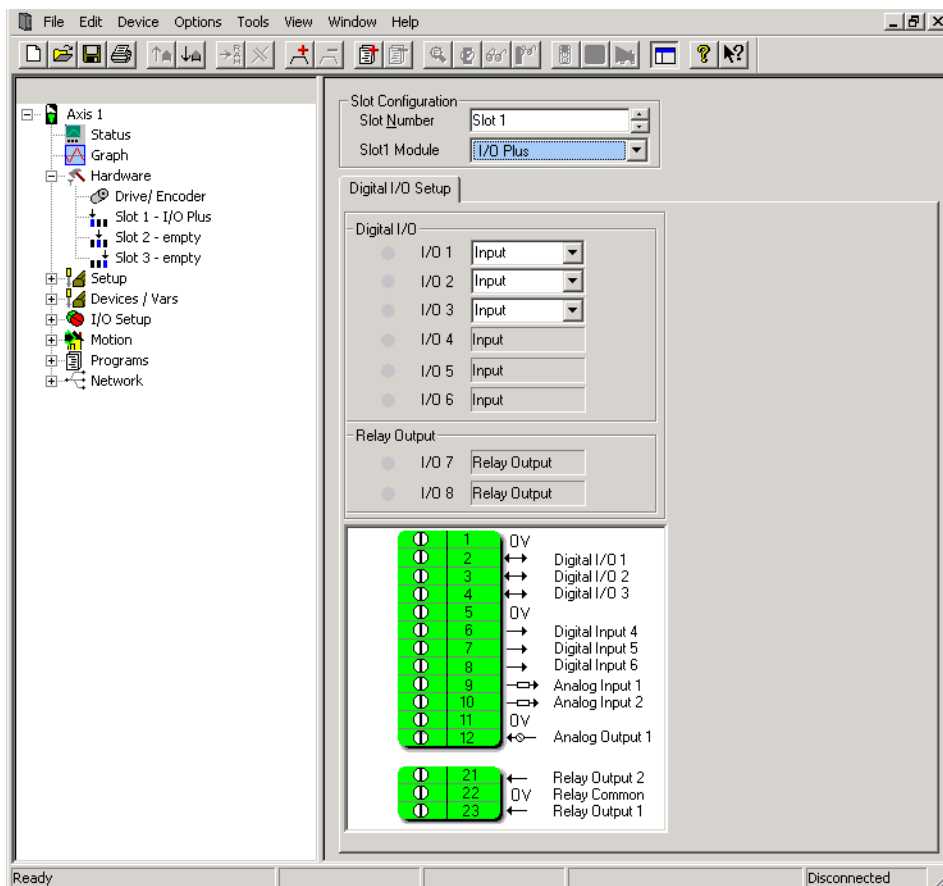 File Edit Device Options Tools View Window Help
Axis 1
Status
Graph
Hardware
Drive/ Encoder
Slot 1 - I/O Plus
Slot 2 - empty
Slot 3 - empty
Setup
Devices / Vars
I/O Setup
Motion
Programs
Network
Slot Configuration
Slot Number Slot 1
Slot1 Module I/O Plus
Digital I/O Setup
Digital I/O
I/O 1 Input
I/O 2 Input
I/O 3 Input
I/O 4 Input
I/O 5 Input
I/O 6 Input
Relay Output
I/O 7 Relay Output
I/O 8 Relay Output
1 0V
2 Digital I/O 1
3 Digital I/O 2
4 Digital I/O 3
5 0V
6 Digital Input 4
7 Digital Input 5
8 Digital Input 6
9 Analog Input 1
10 Analog Input 2
11 0V
12 Analog Output 1
21 Relay Output 2
22 0V Relay Common
23 Relay Output 1
Ready Disconnected